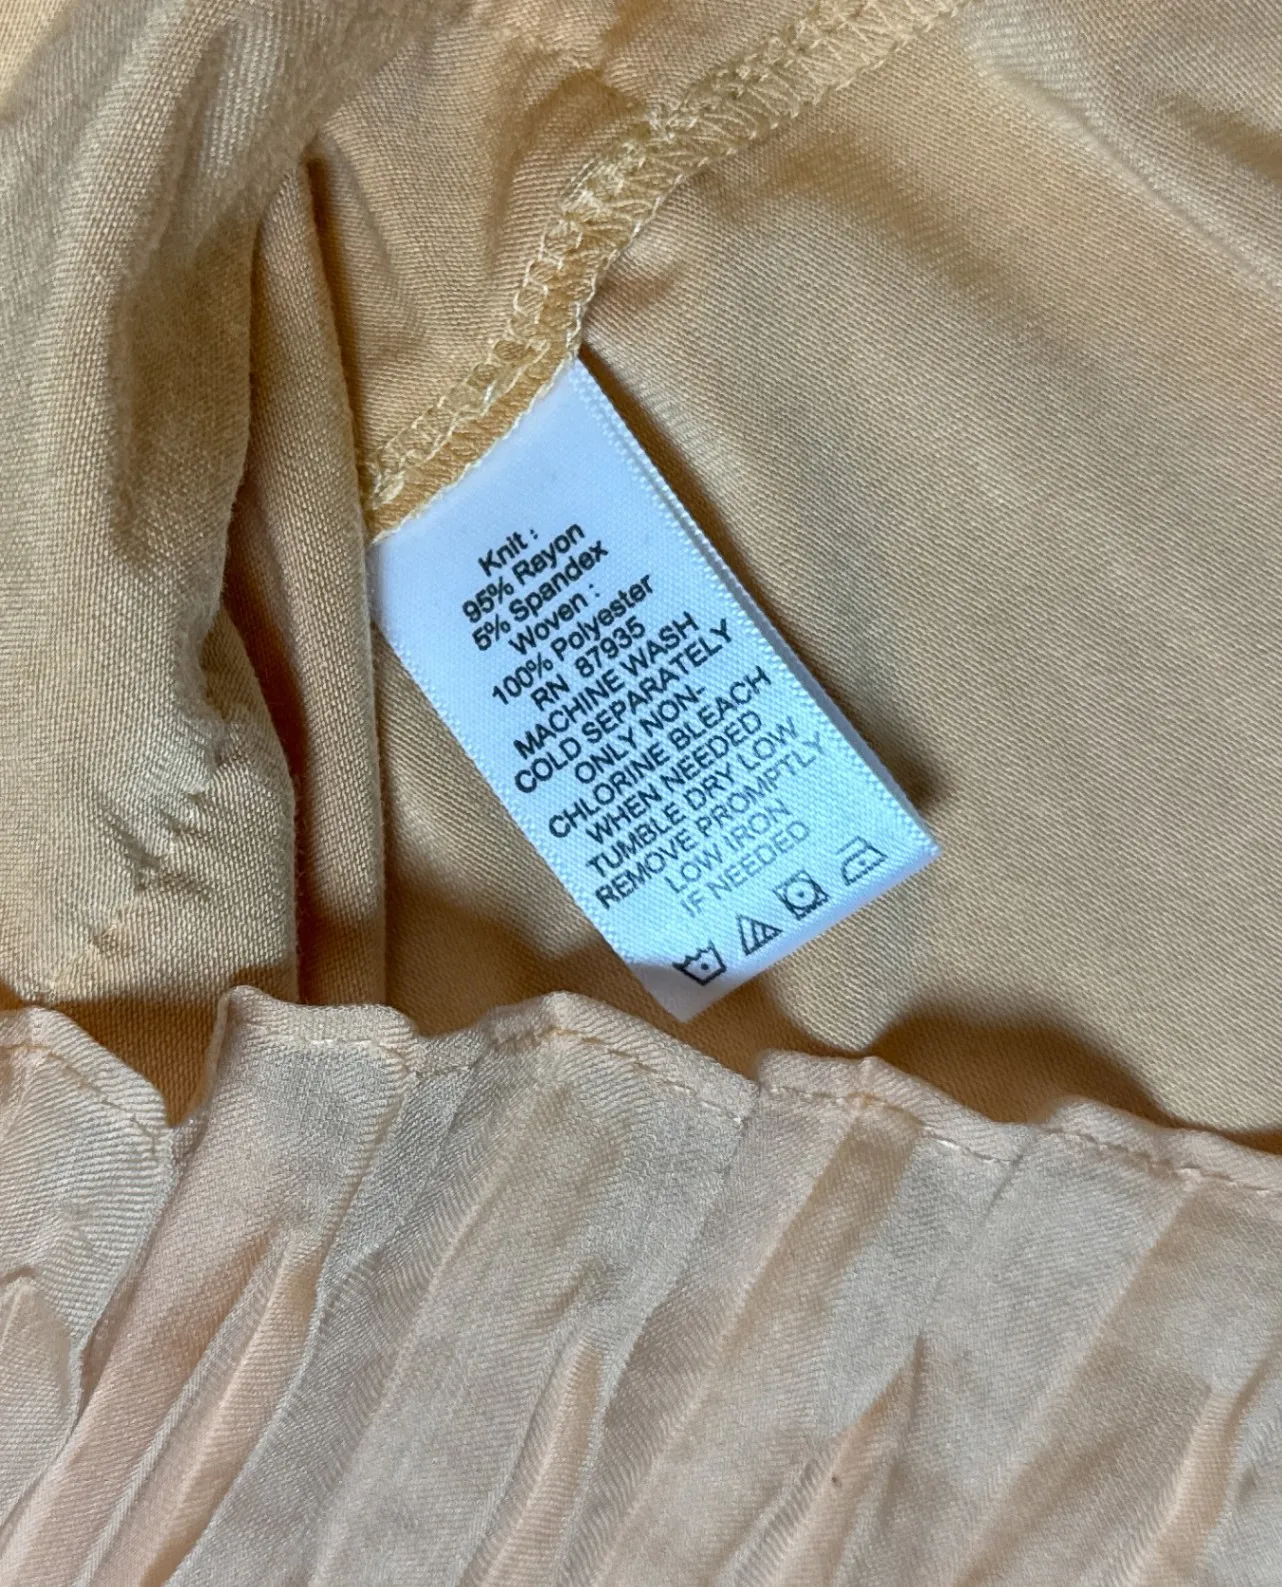 Knit :
95% Rayon
5% Spandex
Woven :
100% Polyester
RN 87935
MACHINE WASH
COLD SEPARATELY
ONLY NON-
CHLORINE BLEACH
WHEN NEEDED
TUMBLE DRY LOW
REMOVE PROMPTLY
LOW IRON
IF NEEDED